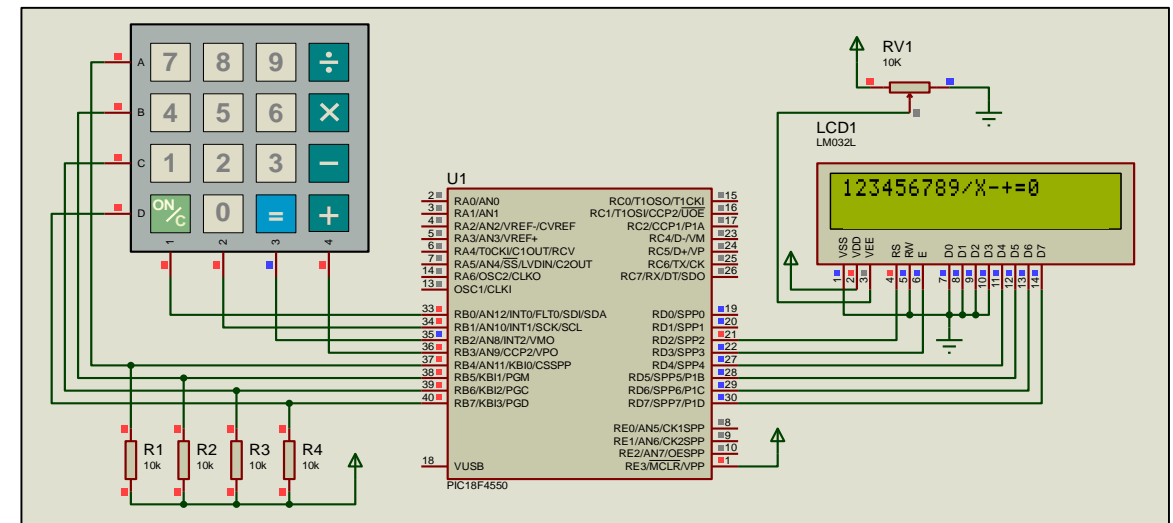 7 8 9 ÷
4 5 6 ×
1 2 3 −
ON/C 0 = +
A
B
C
D
1 2 3 4
RV1
10K
LCD1
LM032L
123456789/X-+=0
VSS VDD VEE RS RW E D0 D1 D2 D3 D4 D5 D6 D7
1 2 3 4 5 6 7 8 9 10 11 12 13 14
U1
2 RA0/AN0 RC0/T1OSO/T1CKI 15
3 RA1/AN1 RC1/T1OSI/CCP2/UOE 16
4 RA2/AN2/VREF-/CVREF RC2/CCP1/P1A 17
5 RA3/AN3/VREF+ RC4/D-/VM 23
6 RA4/T0CKI/C1OUT/RCV RC5/D+/VP 24
7 RA5/AN4/SS/LVDIN/C2OUT RC6/TX/CK 25
14 RA6/OSC2/CLKO RC7/RX/DT/SDO 26
13 OSC1/CLKI
33 RB0/AN12/INT0/FLT0/SDI/SDA RD0/SPP0 19
34 RB1/AN10/INT1/SCK/SCL RD1/SPP1 20
35 RB2/AN8/INT2/VMO RD2/SPP2 21
36 RB3/AN9/CCP2/VPO RD3/SPP3 22
37 RB4/AN11/KBI0/CSSPP RD4/SPP4 27
38 RB5/KBI1/PGM RD5/SPP5/P1B 28
39 RB6/KBI2/PGC RD6/SPP6/P1C 29
40 RB7/KBI3/PGD RD7/SPP7/P1D 30
RE0/AN5/CK1SPP 8
RE1/AN6/CK2SPP 9
RE2/AN7/OESPP 10
18 VUSB RE3/MCLR/VPP 1
PIC18F4550
R1 R2 R3 R4
10k 10k 10k 10k